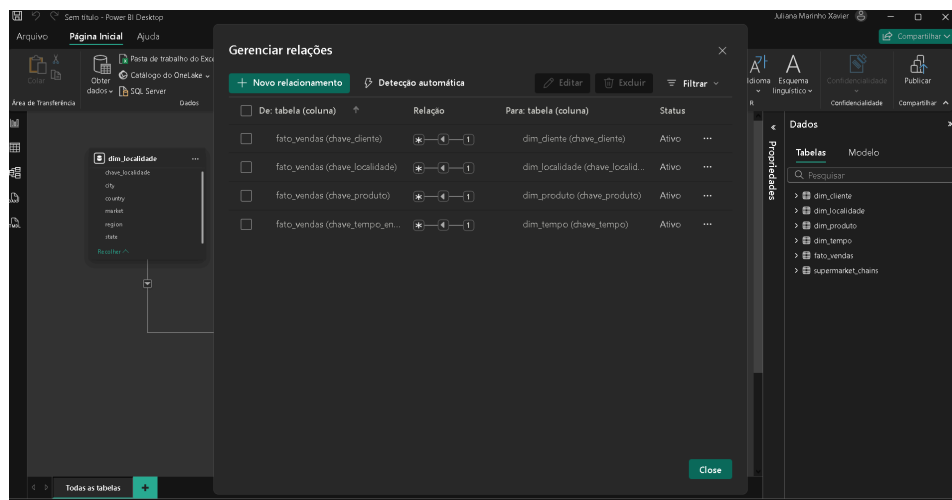 Sem título - Power BI Desktop
Juliana Marinho Xavier
Arquivo
Página Inicial
Ajuda
Compartilhar
Colar
Obter
dados
Pasta de trabalho do Exce
Catálogo do OneLake
SQL Server
Idioma
Esquema
linguístico
Confidencialidade
Publicar
Área de Transferência
Dados
R
Confidencialidade
Compartilhar
Gerenciar relações
Novo relacionamento
Detecção automática
Editar
Excluir
Filtrar
De: tabela (coluna)
Relação
Para: tabela (coluna)
Status
fato_vendas (chave_cliente) * 1 dim_cliente (chave_cliente) Ativo ...
fato_vendas (chave_localidade) * 1 dim_localidade (chave_localid... Ativo ...
fato_vendas (chave_produto) * 1 dim_produto (chave_produto) Ativo ...
fato_vendas (chave_tempo_en... * 1 dim_tempo (chave_tempo) Ativo ...
Close
dim_localidade ...
chave_localidade
city
country
market
region
state
Recolher
Propriedades
Dados
Tabelas
Modelo
Pesquisar
dim_cliente
dim_localidade
dim_produto
dim_tempo
fato_vendas
supermarket_chains
Todas as tabelas